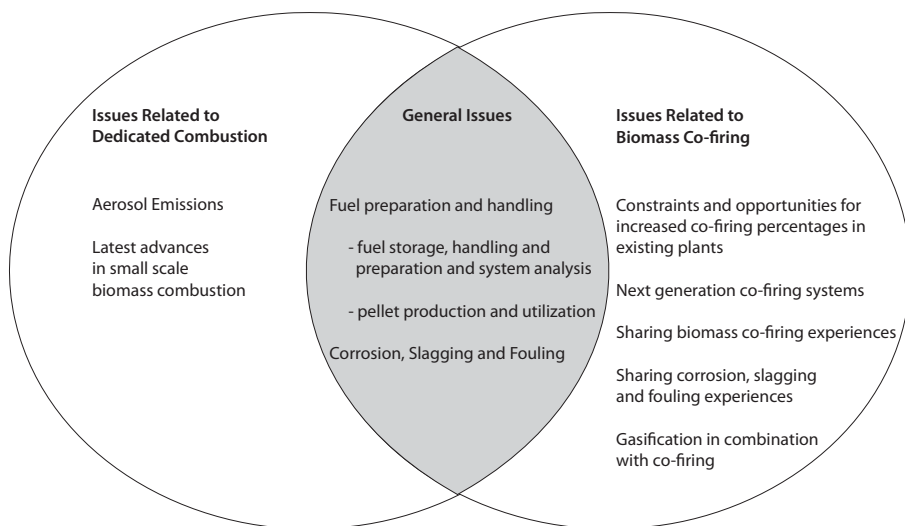 Issues Related to
Dedicated Combustion
Aerosol Emissions
Latest advances
in small scale
biomass combustion
General Issues
Fuel preparation and handling
- fuel storage, handling and
preparation and system analysis
- pellet production and utilization
Corrosion, Slagging and Fouling
Issues Related to
Biomass Co-firing
Constraints and opportunities for
increased co-firing percentages in
existing plants
Next generation co-firing systems
Sharing biomass co-firing experiences
Sharing corrosion, slagging
and fouling experiences
Gasification in combination
with co-firing